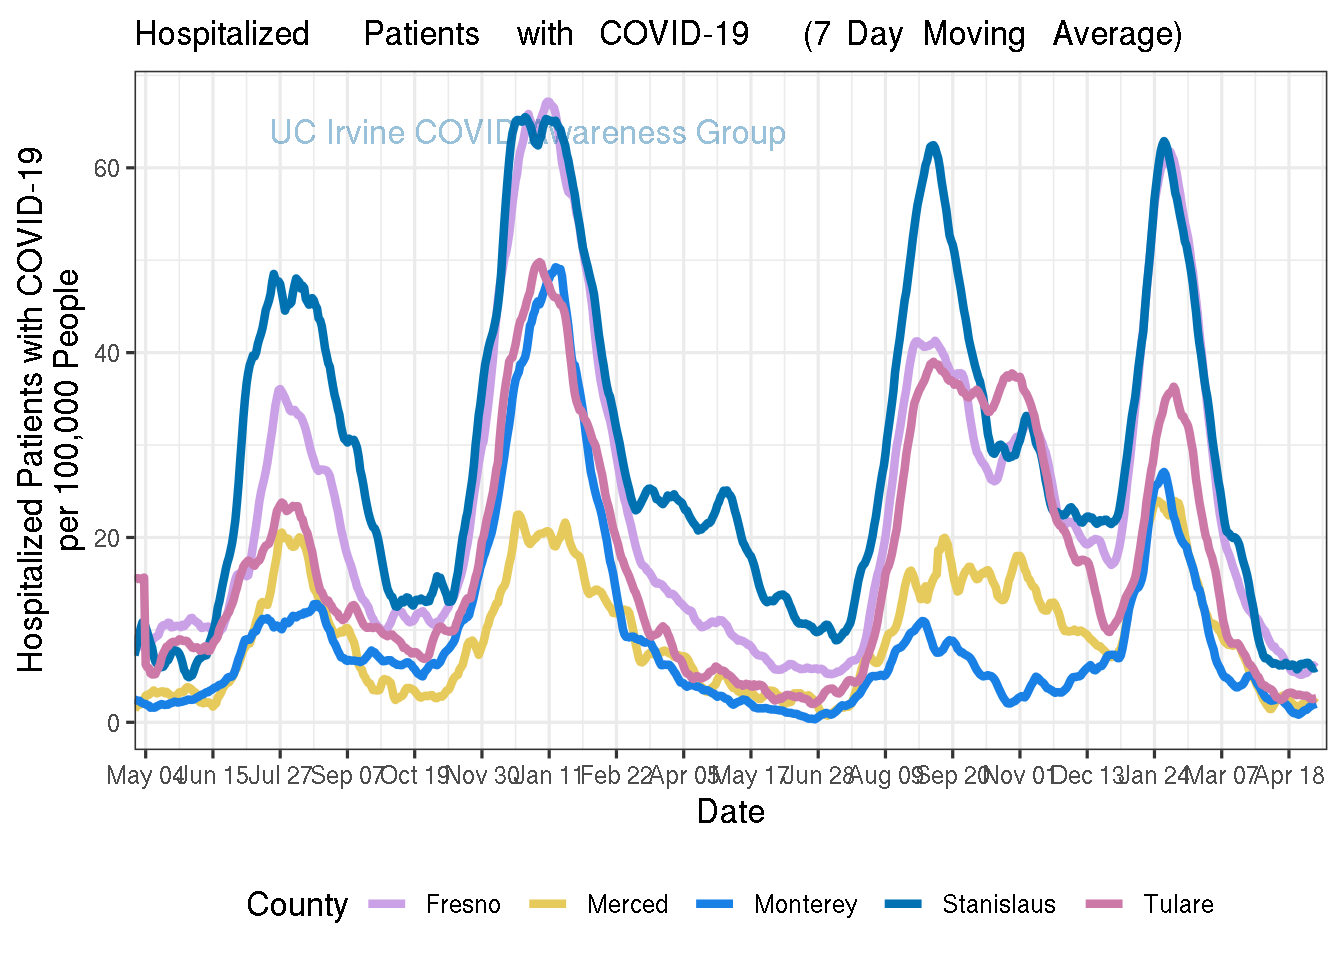 Hospitalized Patients with COVID-19 (7 Day Moving Average)
UC Irvine COVID Awareness Group
Hospitalized Patients with COVID-19
per 100,000 People
60
40
20
0
May 04 Jun 15 Jul 27 Sep 07 Oct 19 Nov 30 Jan 11 Feb 22 Apr 05 May 17 Jun 28 Aug 09 Sep 20 Nov 01 Dec 13 Jan 24 Mar 07 Apr 18
Date
County Fresno Merced Monterey Stanislaus Tulare